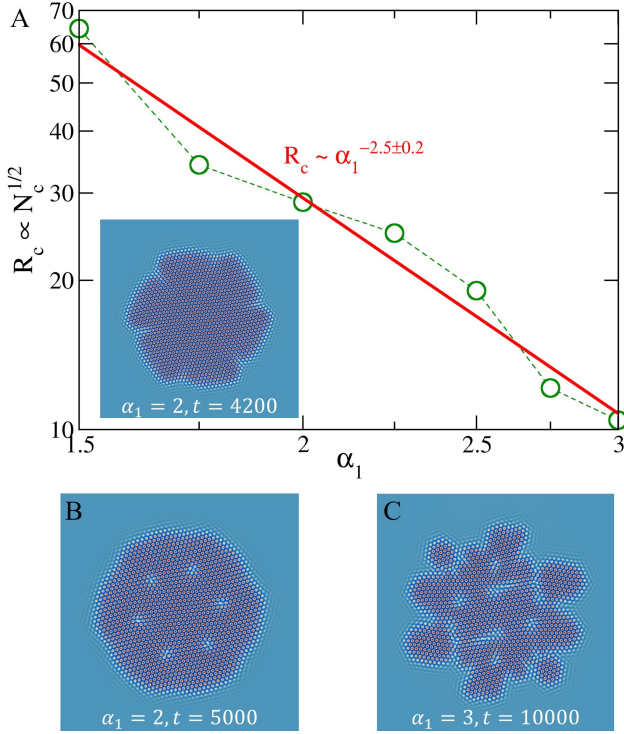 A
70
60
50
40
30
20
10
R_c ∝ N_c^{1/2}
R_c ~ α_1^{−2.5±0.2}
α_1 = 2, t = 4200
1.5 2 2.5 3
α_1
B
α_1 = 2, t = 5000
C
α_1 = 3, t = 10000